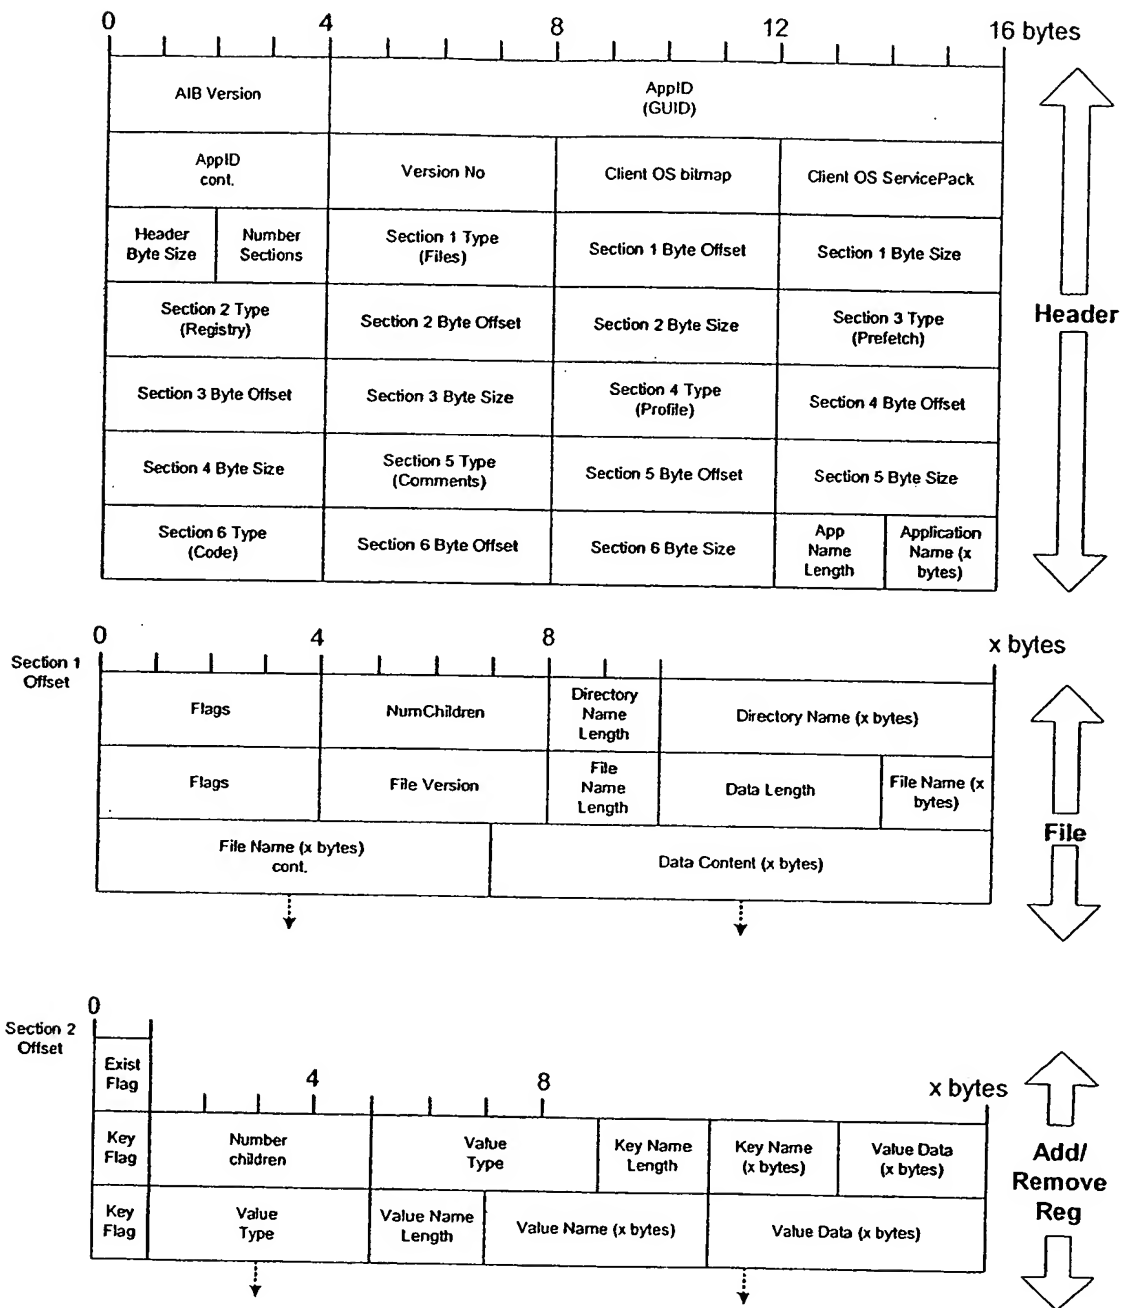 0 4 8 12 16 bytes
AIB Version
AppID
(GUID)
AppID
cont.
Version No
Client OS bitmap
Client OS ServicePack
Header
Byte Size
Number
Sections
Section 1 Type
(Files)
Section 1 Byte Offset
Section 1 Byte Size
Section 2 Type
(Registry)
Section 2 Byte Offset
Section 2 Byte Size
Section 3 Type
(Prefetch)
Header
Section 3 Byte Offset
Section 3 Byte Size
Section 4 Type
(Profile)
Section 4 Byte Offset
Section 4 Byte Size
Section 5 Type
(Comments)
Section 5 Byte Offset
Section 5 Byte Size
Section 6 Type
(Code)
Section 6 Byte Offset
Section 6 Byte Size
App
Name
Length
Application
Name (x
bytes)
0 4 8 x bytes
Section 1
Offset
Flags
NumChildren
Directory
Name
Length
Directory Name (x bytes)
Flags
File Version
File
Name
Length
Data Length
File Name (x
bytes)
File
File Name (x bytes)
cont.
Data Content (x bytes)
0
Section 2
Offset
Exist
Flag
4 8 x bytes
Key
Flag
Number
children
Value
Type
Key Name
Length
Key Name
(x bytes)
Value Data
(x bytes)
Add/
Remove
Reg
Key
Flag
Value
Type
Value Name
Length
Value Name (x bytes)
Value Data (x bytes)